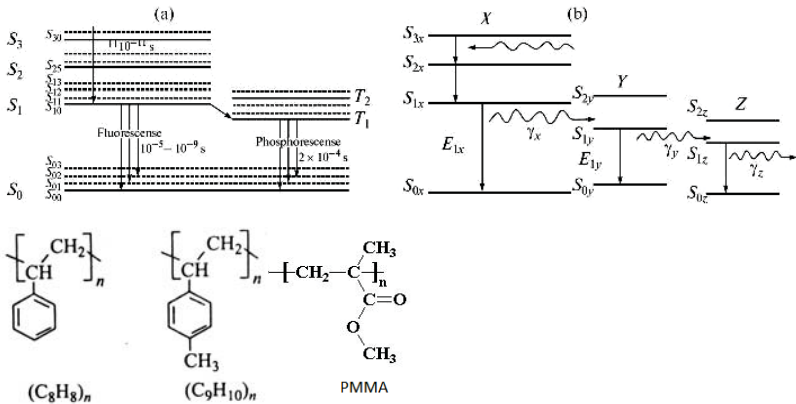 (a)
S3
S30
11
10-11 s
S2
S25
S13
S12
S11
S1
S10
T2
T1
Fluorescense
10-5 – 10-9 s
Phosphorescense
2 × 10-4 s
S03
S02
S01
S0
S00
(b)
X
S3x
S2x
S1x
E1x
γx
S0x
Y
S2y
S1y
E1y
γy
S0y
Z
S2z
S1z
γz
S0z
CH2
CH
n
(C8H8)n
CH2
CH
n
CH3
(C9H10)n
CH3
CH2–C
n
C=O
O
CH3
PMMA